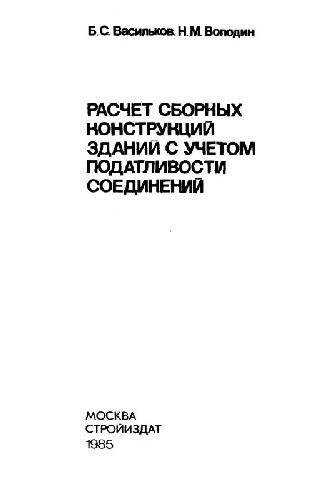 Б.С. Васильков, Н.М. Володин
РАСЧЕТ СБОРНЫХ
КОНСТРУКЦИЙ
ЗДАНИЙ С УЧЕТОМ
ПОДАТЛИВОСТИ
СОЕДИНЕНИЙ
МОСКВА
СТРОЙИЗДАТ
1985